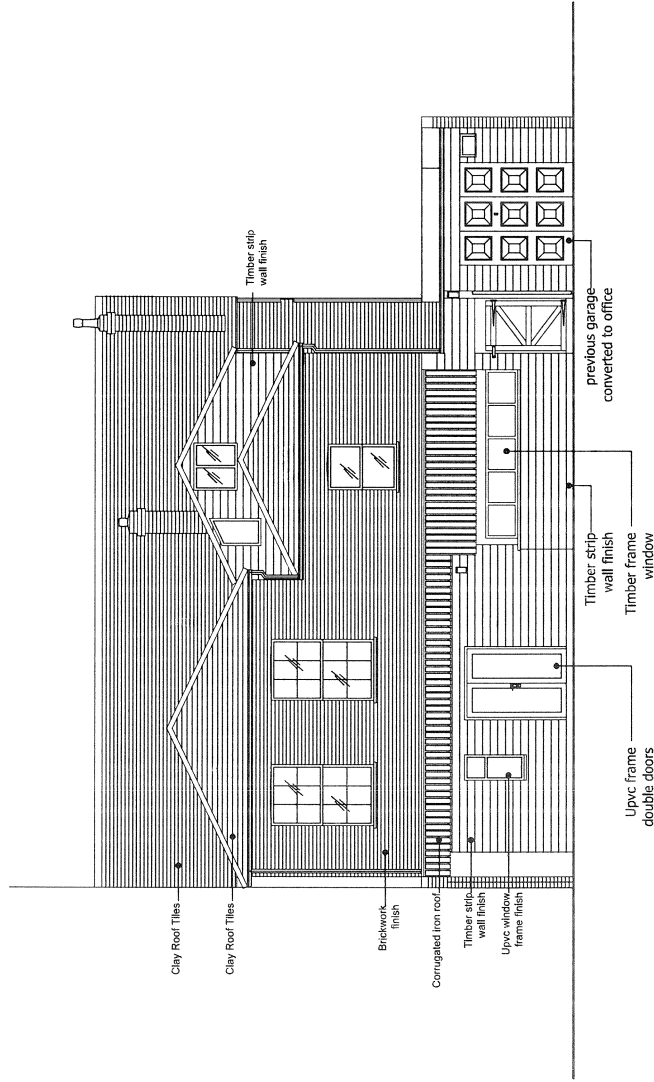 Clay Roof Tiles
Clay Roof Tiles
Brickwork
finish
Corrugated iron roof
Timber strip
wall finish
Upvc window
frame finish
Timber strip
wall finish
Upvc frame
double doors
Timber strip
wall finish
Timber frame
window
previous garage
converted to office